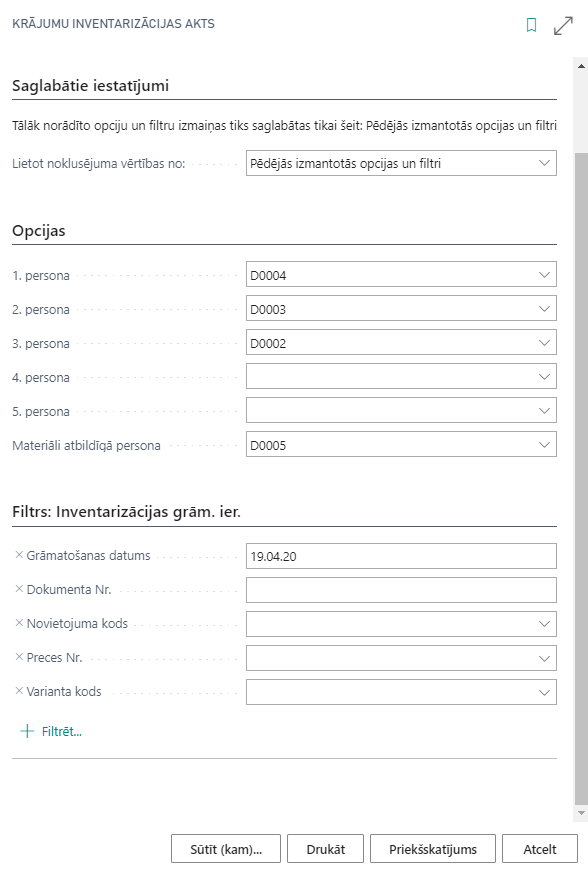 KRĀJUMU INVENTARIZĀCIJAS AKTS
Saglabātie iestatījumi
Tālāk norādīto opciju un filtru izmaiņas tiks saglabātas tikai šeit: Pēdējās izmantotās opcijas un filtri
Lietot noklusējuma vērtības no: Pēdējās izmantotās opcijas un filtri
Opcijas
1. persona D0004
2. persona D0003
3. persona D0002
4. persona
5. persona
Materiāli atbildīgā persona D0005
Filtrs: Inventarizācijas grām. ier.
Grāmatošanas datums 19.04.20
Dokumenta Nr.
Novietojuma kods
Preces Nr.
Varianta kods
Filtrēt...
Sūtīt (kam)... Drukāt Priekšskatījums Atcelt